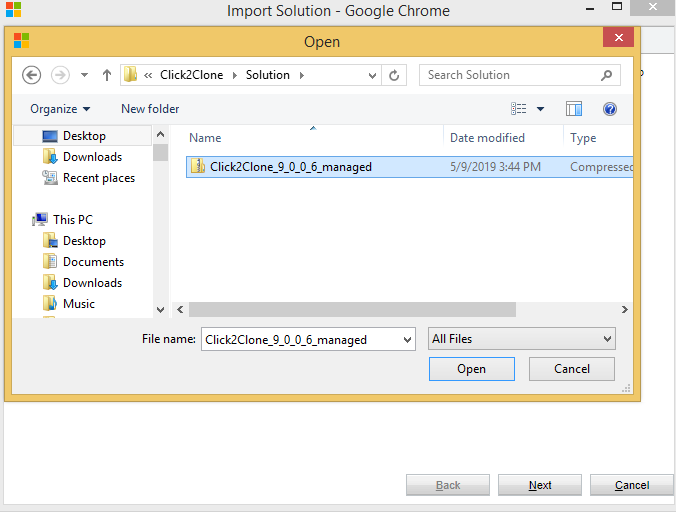 Import Solution - Google Chrome
Open
Click2Clone
Solution
Search Solution
Organize
New folder
Name
Date modified
Type
Desktop
Downloads
Recent places
This PC
Desktop
Documents
Downloads
Music
Click2Clone_9_0_0_6_managed
5/9/2019 3:44 PM
Compressed
File name:
Click2Clone_9_0_0_6_managed
All Files
Open
Cancel
Back
Next
Cancel